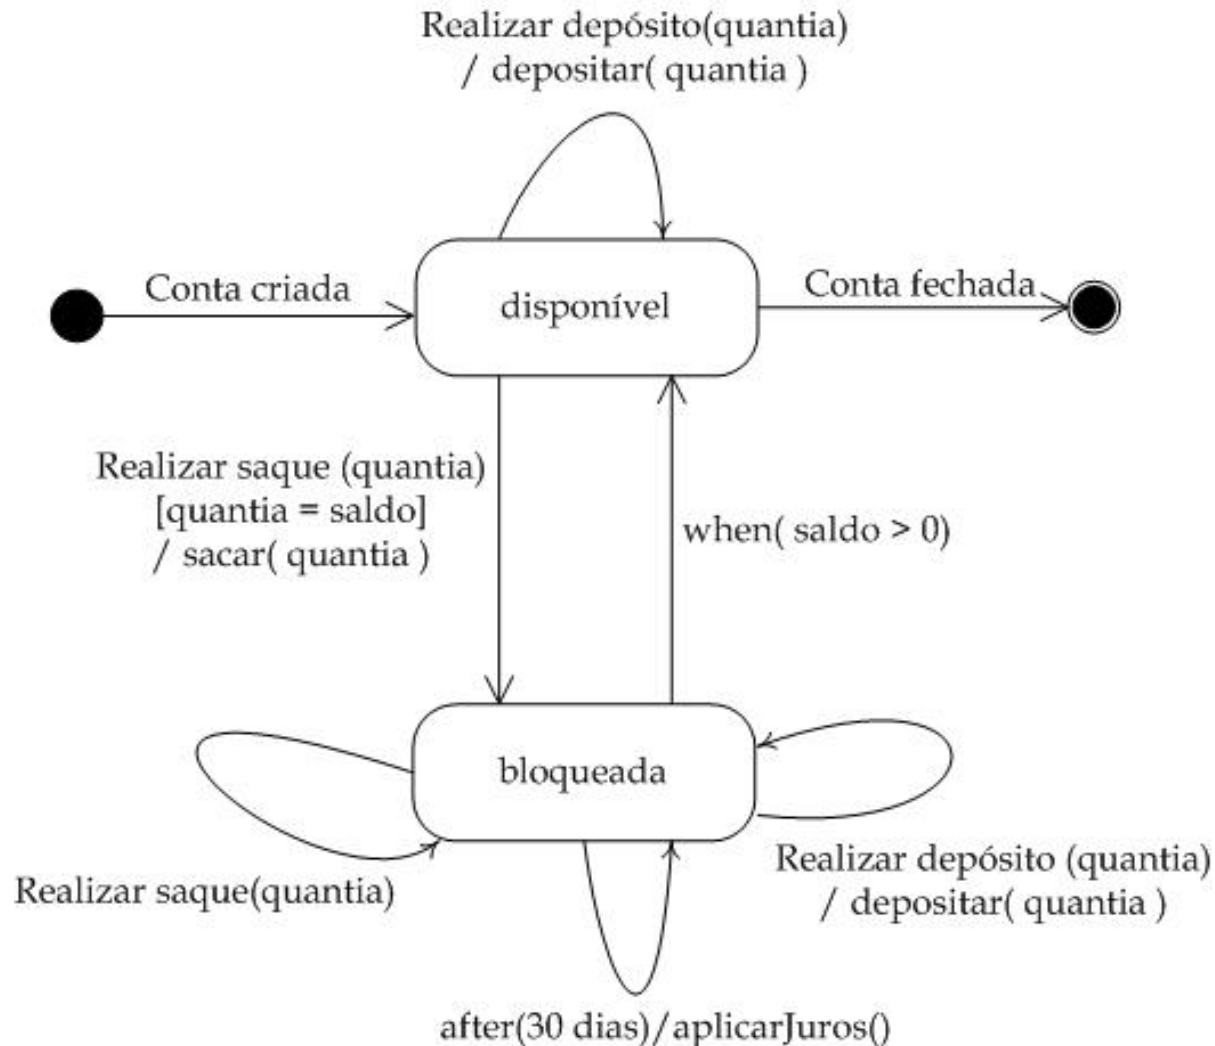 Realizar depósito(quantia)
/ depositar( quantia )
Conta criada
disponível
Conta fechada
Realizar saque (quantia)
[quantia = saldo]
/ sacar( quantia )
when( saldo > 0)
bloqueada
Realizar saque(quantia)
Realizar depósito (quantia)
/ depositar( quantia )
after(30 dias)/aplicarJuros()